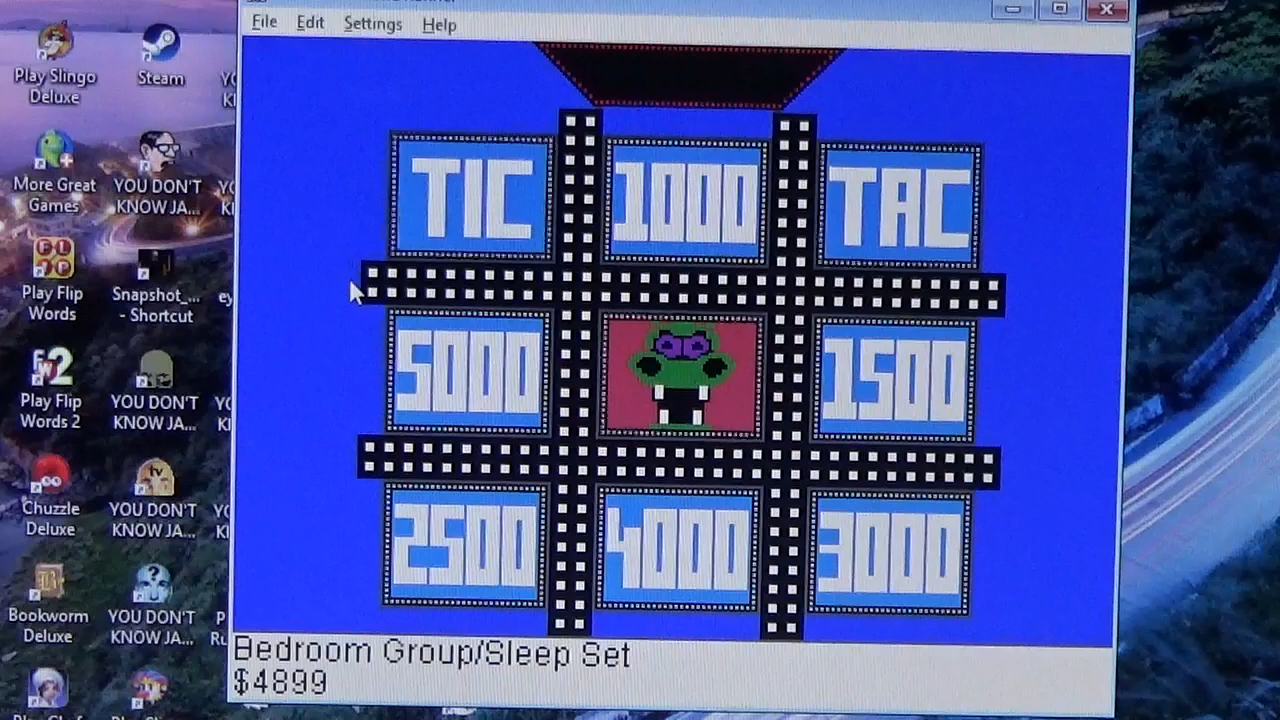 File Edit Settings Help
Play Slingo Deluxe
Steam
More Great Games
YOU DON'T KNOW JA...
Play Flip Words
Snapshot_... - Shortcut
Play Flip Words 2
YOU DON'T KNOW JA...
Chuzzle Deluxe
YOU DON'T KNOW JA...
Bookworm Deluxe
YOU DON'T KNOW JA...
TIC 1000 TAC
5000 1500
2500 4000 3000
Bedroom Group/Sleep Set
$4899